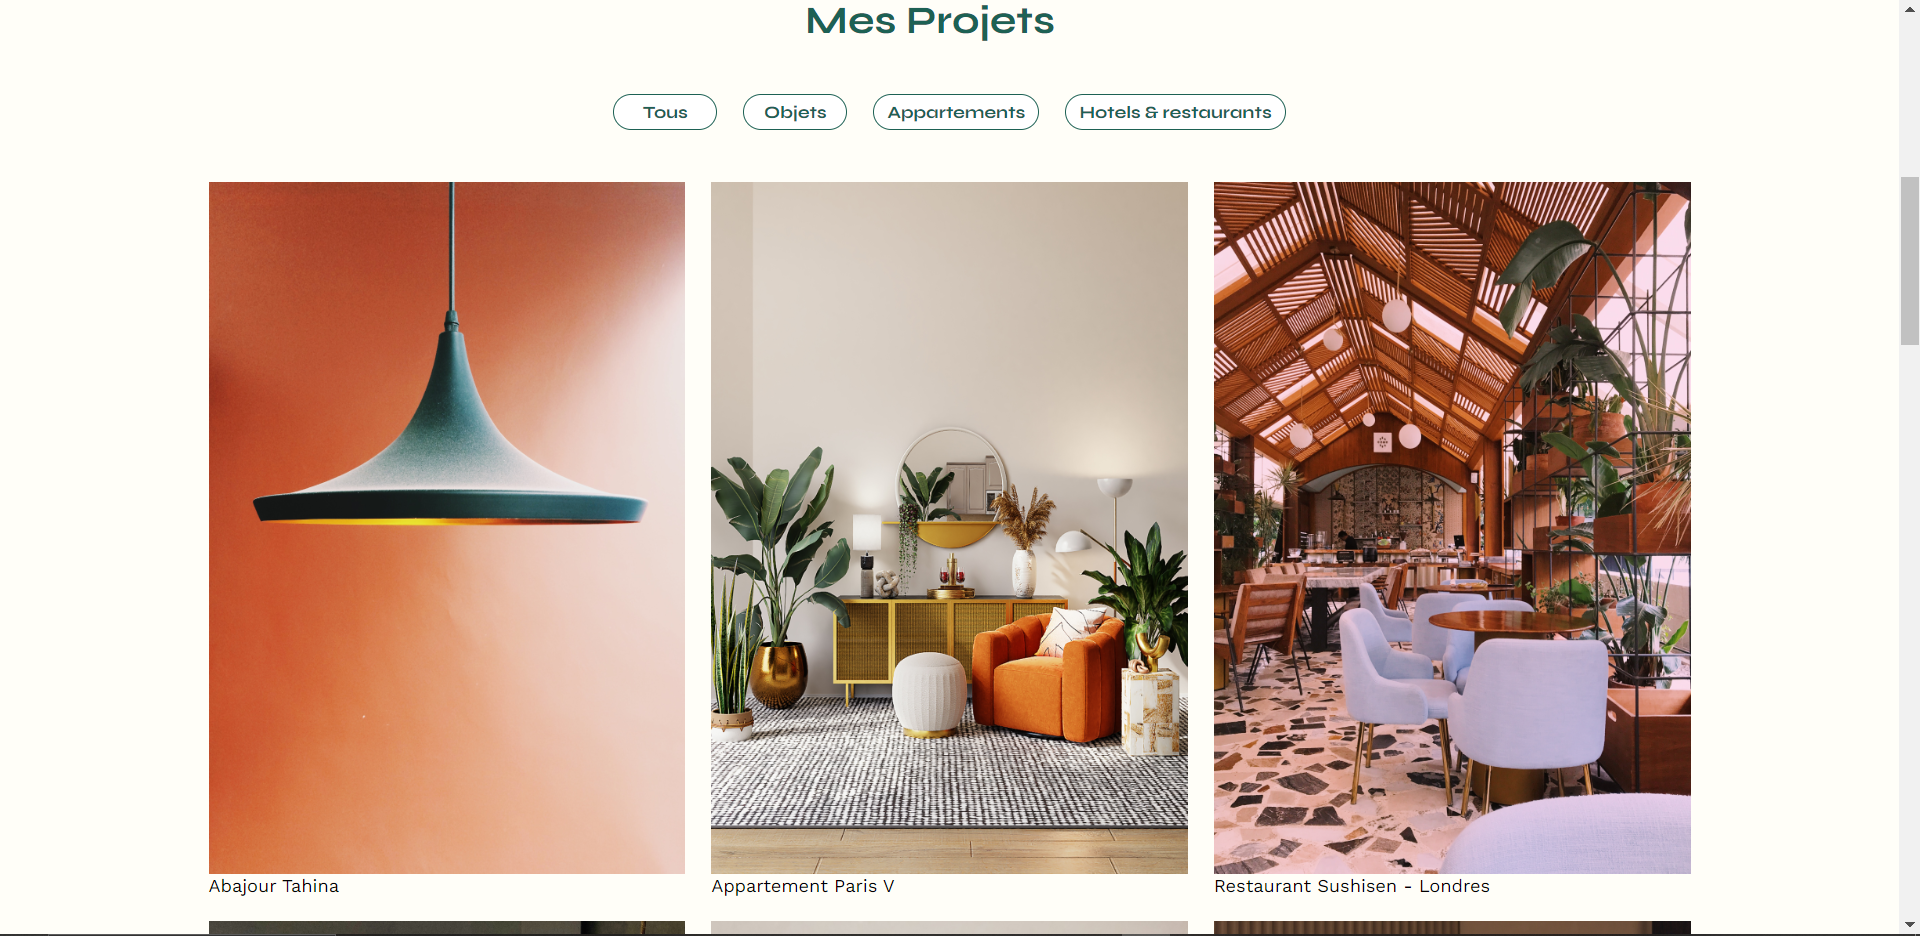 Mes Projets
Tous
Objets
Appartements
Hotels & restaurants
Abajour Tahina
Appartement Paris V
Restaurant Sushisen - Londres